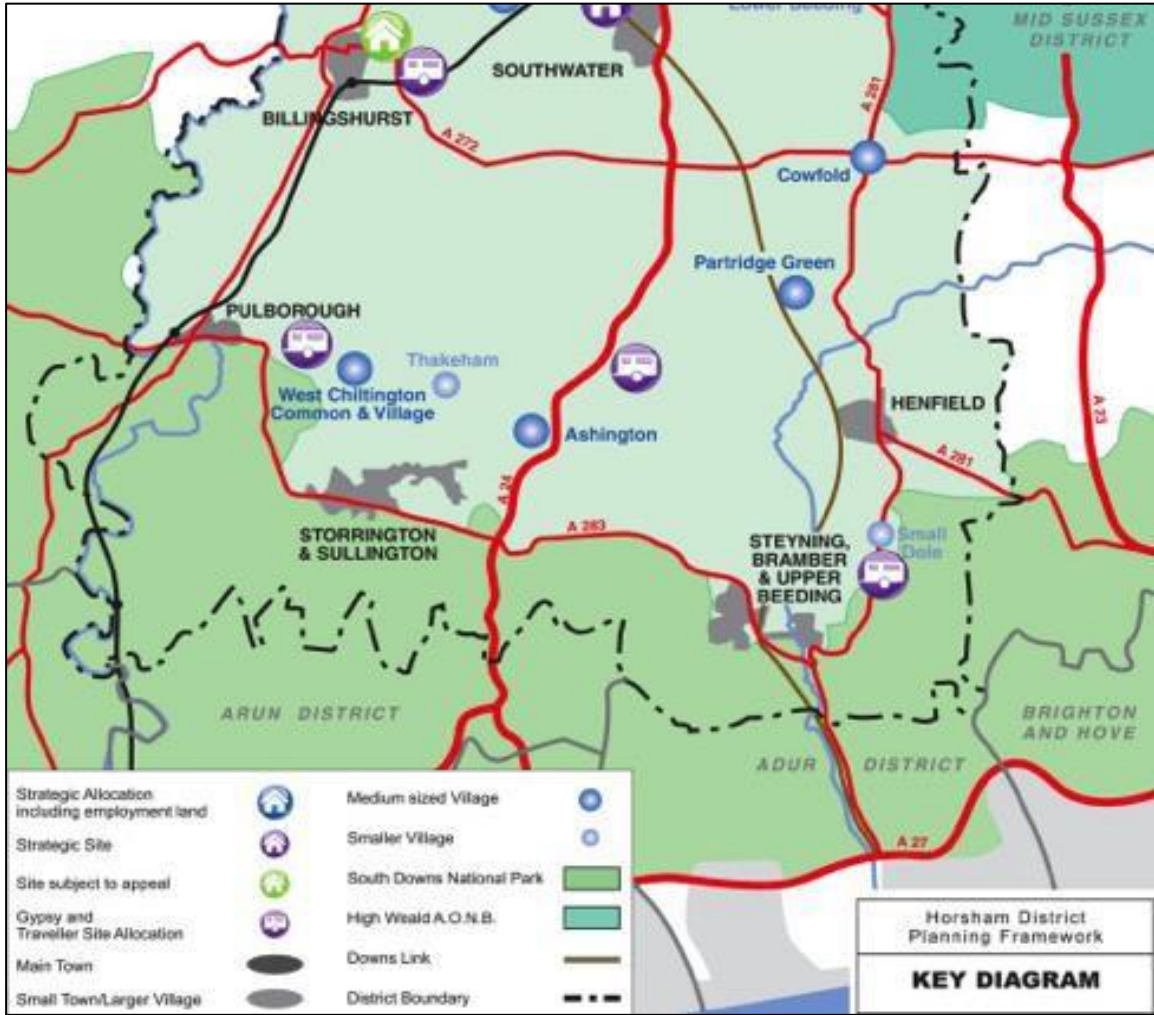 Lower Beeding
MID SUSSEX
DISTRICT
SOUTHWATER
BILLINGSHURST
A 281
A 272
Cowfold
Partridge Green
PULBOROUGH
Thakeham
West Chiltington
Common & Village
HENFIELD
A 23
Ashington
A 281
A 24
A 283
STORRINGTON
& SULLINGTON
STEYNING,
BRAMBER
& UPPER
BEEDING
Small
Dole
ARUN DISTRICT
BRIGHTON
AND HOVE
ADUR DISTRICT
A 27
Strategic Allocation
including employment land
Strategic Site
Site subject to appeal
Gypsy and
Traveller Site Allocation
Main Town
Small Town/Larger Village
Medium sized Village
Smaller Village
South Downs National Park
High Weald A.O.N.B.
Downs Link
District Boundary
Horsham District
Planning Framework
KEY DIAGRAM